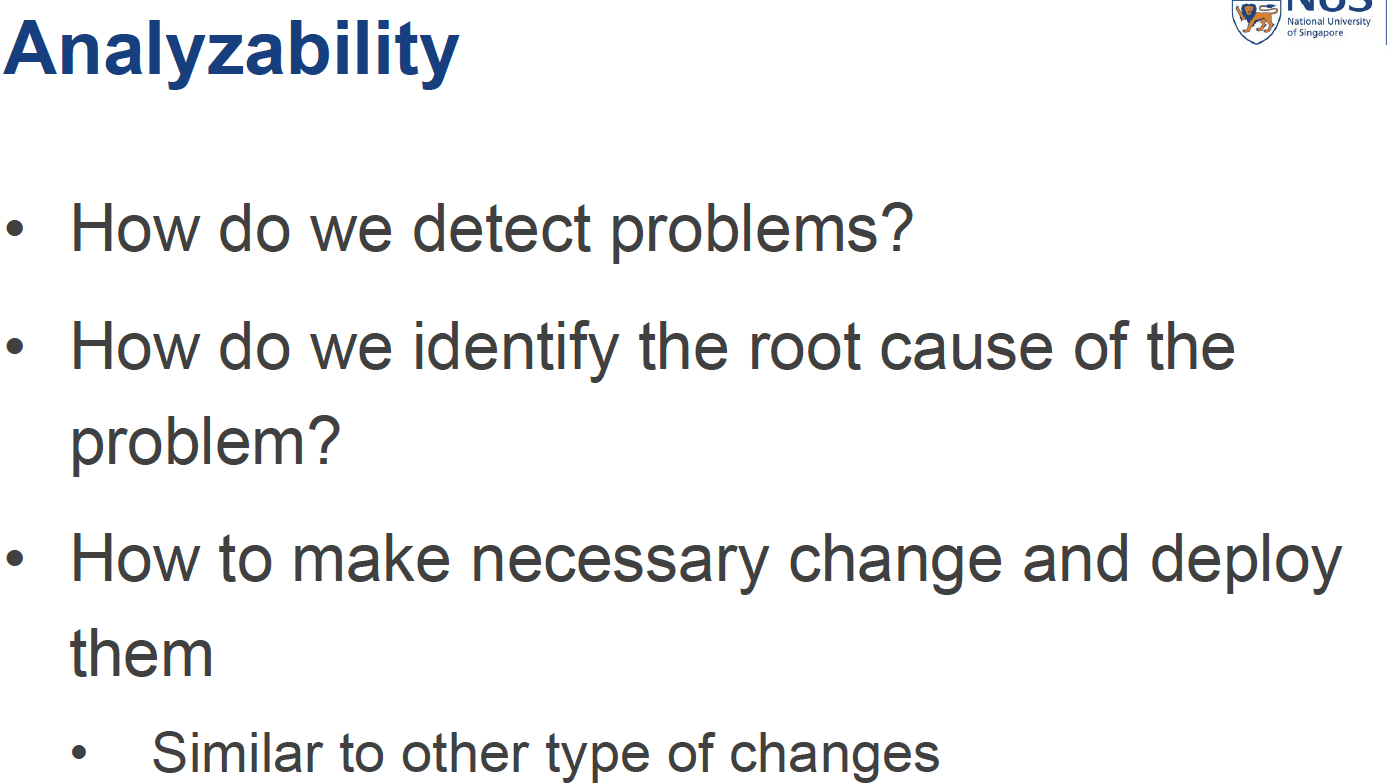 Analyzability
NUS
National University
of Singapore
• How do we detect problems?
• How do we identify the root cause of the
problem?
• How to make necessary change and deploy
them
• Similar to other type of changes